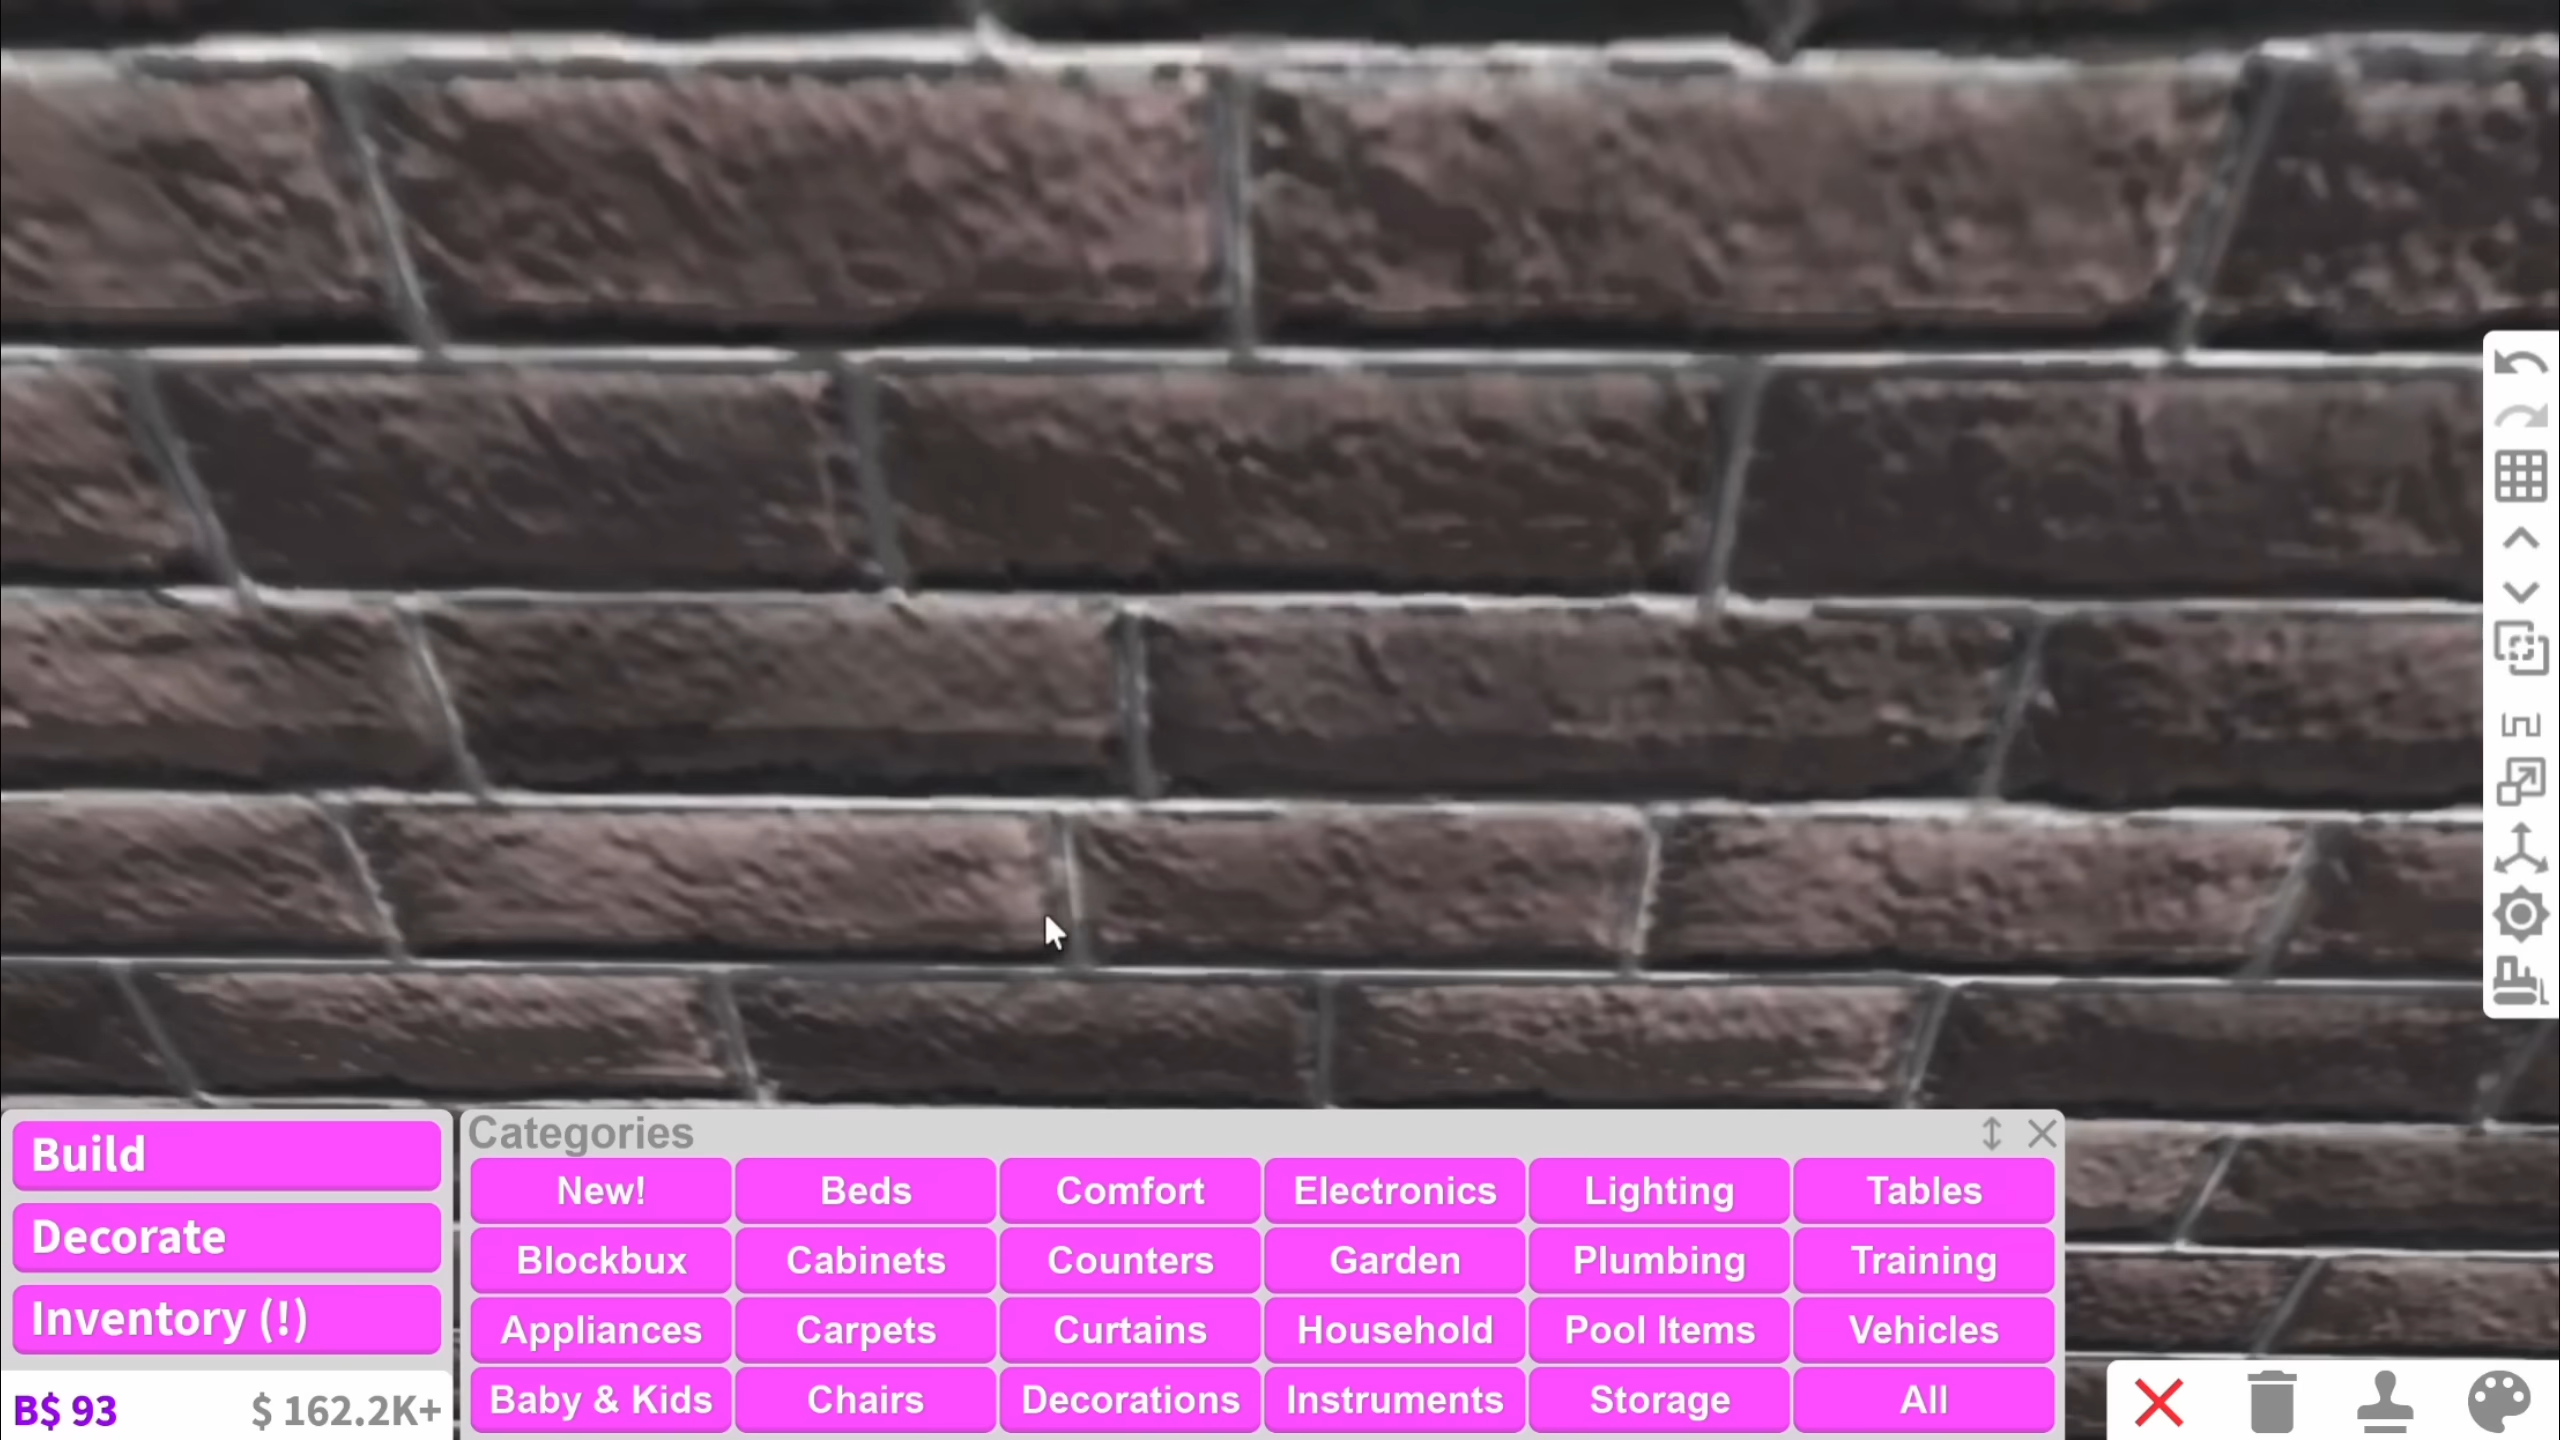 Build
Decorate
Inventory (!)
B$ 93 $ 162.2K+
Categories
New! Beds Comfort Electronics Lighting Tables
Blockbux Cabinets Counters Garden Plumbing Training
Appliances Carpets Curtains Household Pool Items Vehicles
Baby & Kids Chairs Decorations Instruments Storage All